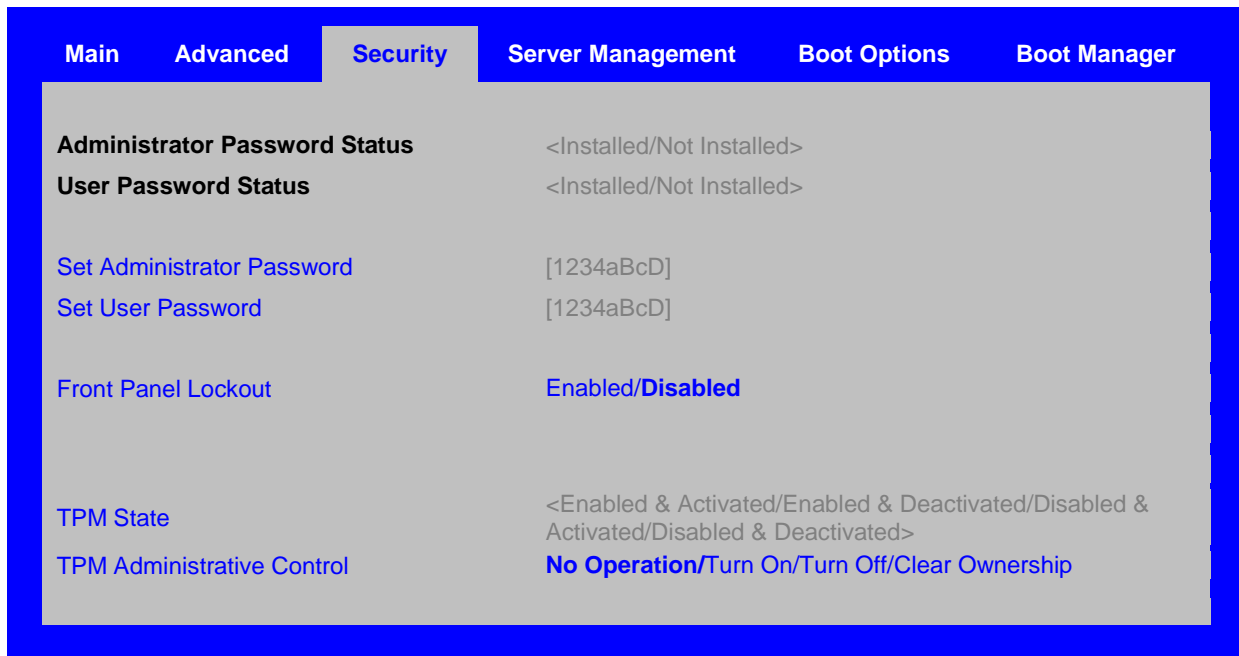 Main Advanced Security Server Management Boot Options Boot Manager
Administrator Password Status <Installed/Not Installed>
User Password Status <Installed/Not Installed>
Set Administrator Password [1234aBcD]
Set User Password [1234aBcD]
Front Panel Lockout Enabled/Disabled
TPM State <Enabled & Activated/Enabled & Deactivated/Disabled &
Activated/Disabled & Deactivated>
TPM Administrative Control No Operation/Turn On/Turn Off/Clear Ownership